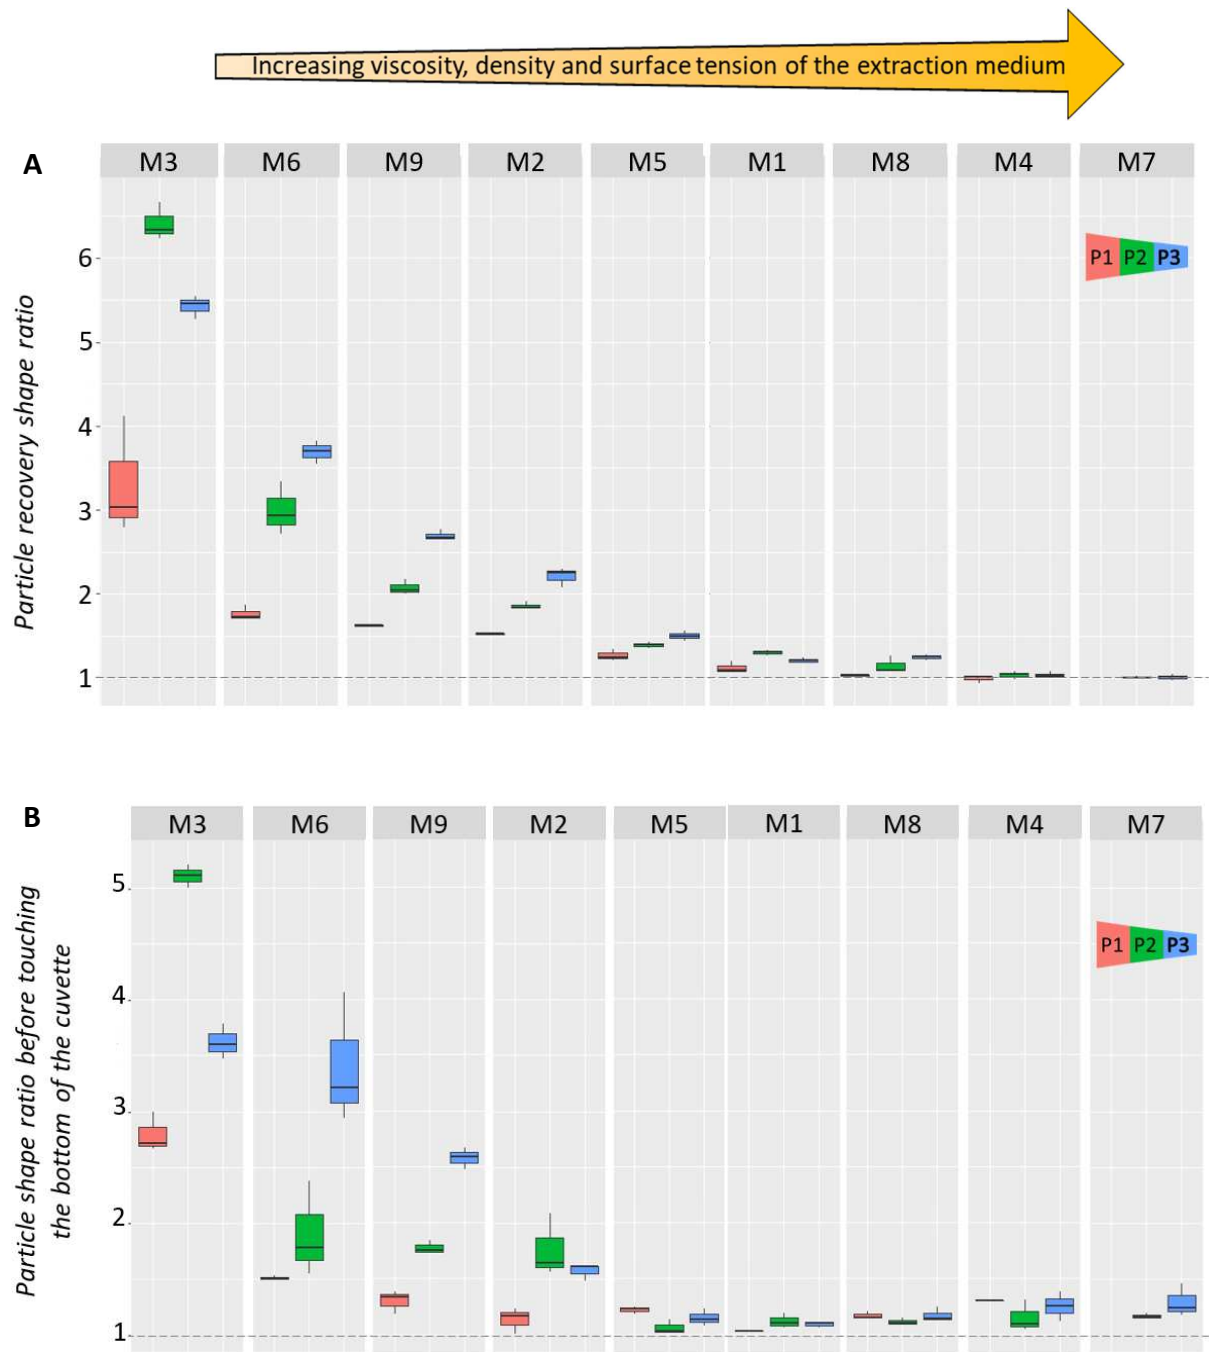 Increasing viscosity, density and surface tension of the extraction medium
A
M3 M6 M9 M2 M5 M1 M8 M4 M7
Particle recovery shape ratio
6
5
4
3
2
1
P1 P2 P3
B
M3 M6 M9 M2 M5 M1 M8 M4 M7
Particle shape ratio before touching
the bottom of the cuvette
5
4
3
2
1
P1 P2 P3